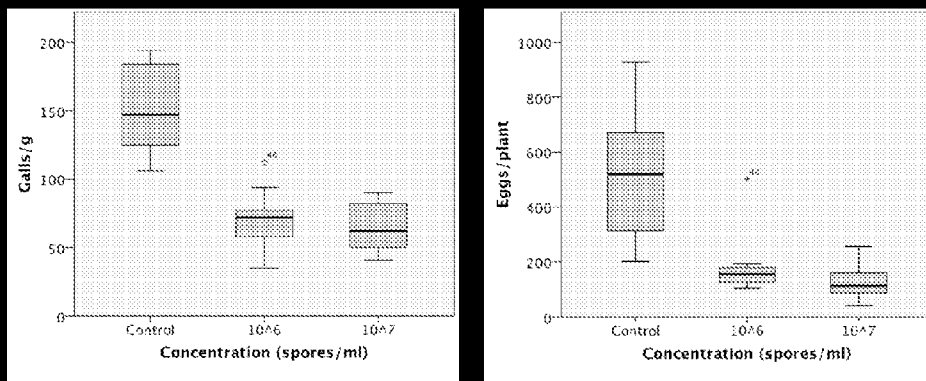 200
150
100
50
0
Galls/g
Control 10^6 10^7
Concentration (spores/ml)
1000
800
600
400
200
0
Eggs/plant
Control 10^6 10^7
Concentration (spores/ml)